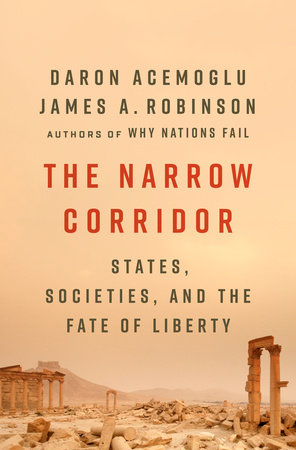 DARON ACEMOGLU
JAMES A. ROBINSON
AUTHORS OF WHY NATIONS FAIL
THE NARROW
CORRIDOR
STATES,
SOCIETIES, AND THE
FATE OF LIBERTY